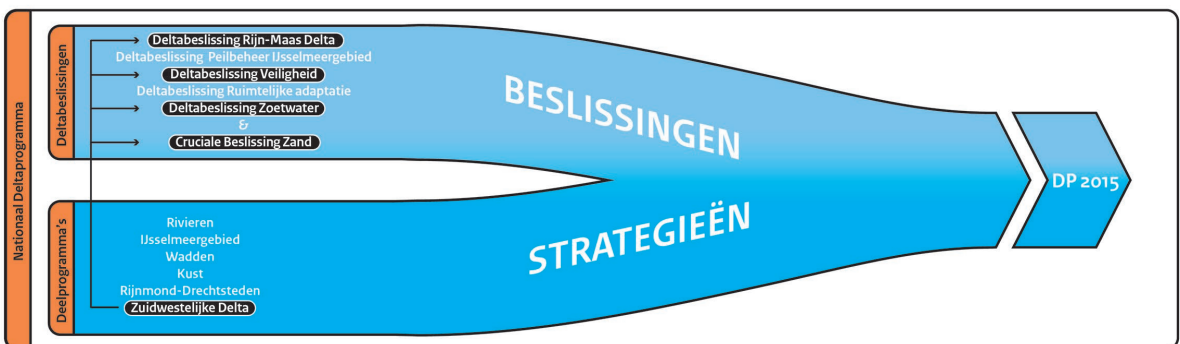 Nationaal Deltaprogramma
Deltabeslissingen
Deltabeslissing Rijn-Maas Delta
Deltabeslissing Peilbeheer IJsselmeergebied
Deltabeslissing Veiligheid
Deltabeslissing Ruimtelijke adaptatie
Deltabeslissing Zoetwater
&
Cruciale Beslissing Zand
BESLISSINGEN
DP 2015
Deelprogramma's
Rivieren
IJsselmeergebied
Wadden
Kust
Rijnmond-Drechtsteden
Zuidwestelijke Delta
STRATEGIEËN